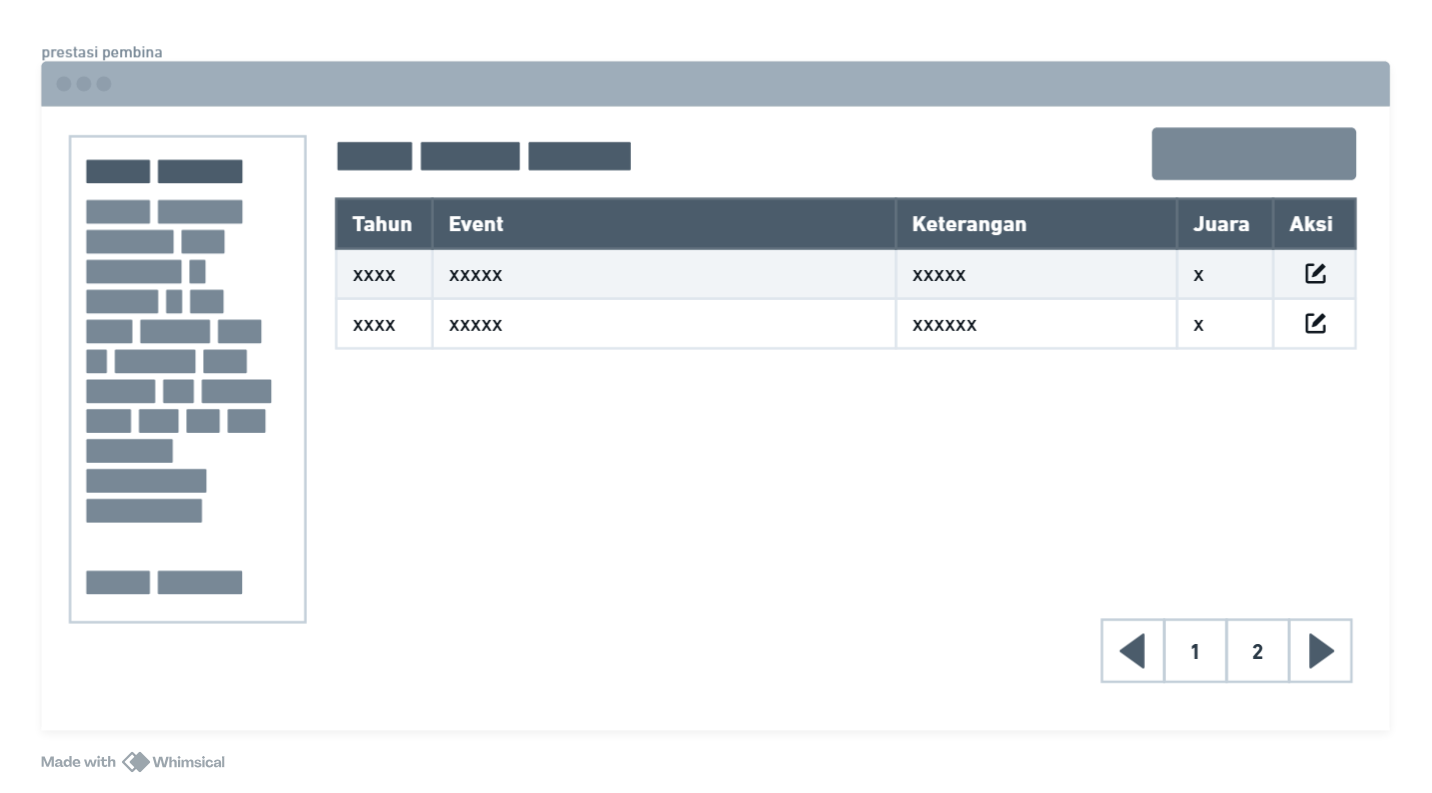 prestasi pembina
Tahun Event Keterangan Juara Aksi
xxxx xxxxx xxxxx x
xxxx xxxxx xxxxxx x
1 2
Made with Whimsical